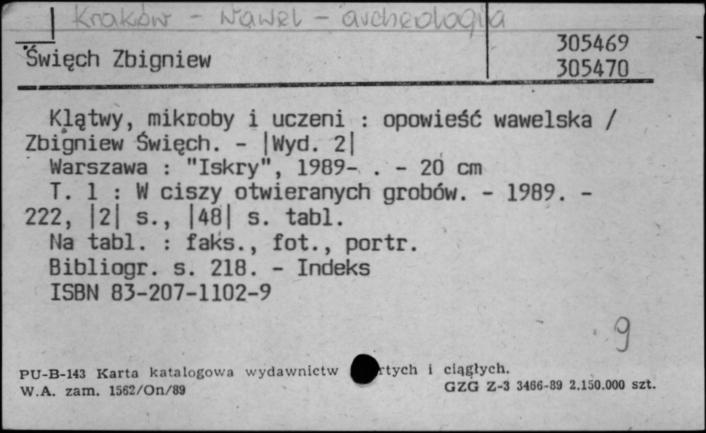 Kraków - Wawel - archeologia
305469
Święch Zbigniew
305470
Klątwy, mikroby i uczeni : opowieść wawelska /
Zbigniew Święch. - |Wyd. 2|
Warszawa : "Iskry", 1989- . - 20 cm
T. 1 : W ciszy otwieranych grobów. - 1989. -
222, |2| s., |48| s. tabl.
Na tabl. : faks., fot., portr.
Bibliogr. s. 218. - Indeks
ISBN 83-207-1102-9
9
PU-B-143 Karta katalogowa wydawnictw i ciągłych.
W.A. zam. 1562/On/89 GZG Z-3 3466-89 2.150.000 szt.